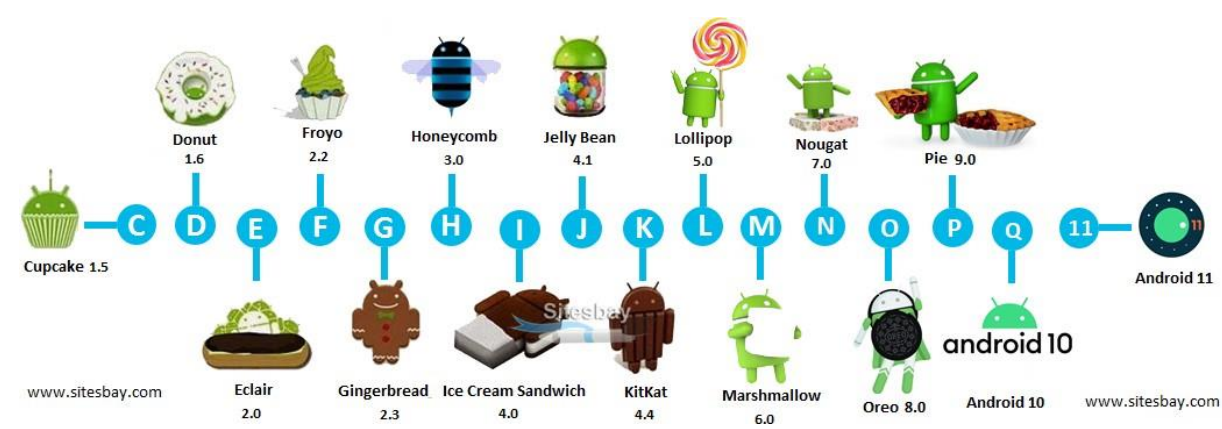 Donut
1.6
Froyo
2.2
Honeycomb
3.0
Jelly Bean
4.1
Lollipop
5.0
Nougat
7.0
Pie 9.0
C
D
E
F
G
H
I
J
K
L
M
N
O
P
Q
11
11
Cupcake 1.5
Android 11
Sitesbay
android 10
www.sitesbay.com
Eclair
2.0
Gingerbread
2.3
Ice Cream Sandwich
4.0
KitKat
4.4
Marshmallow
6.0
Oreo 8.0
Android 10
www.sitesbay.com